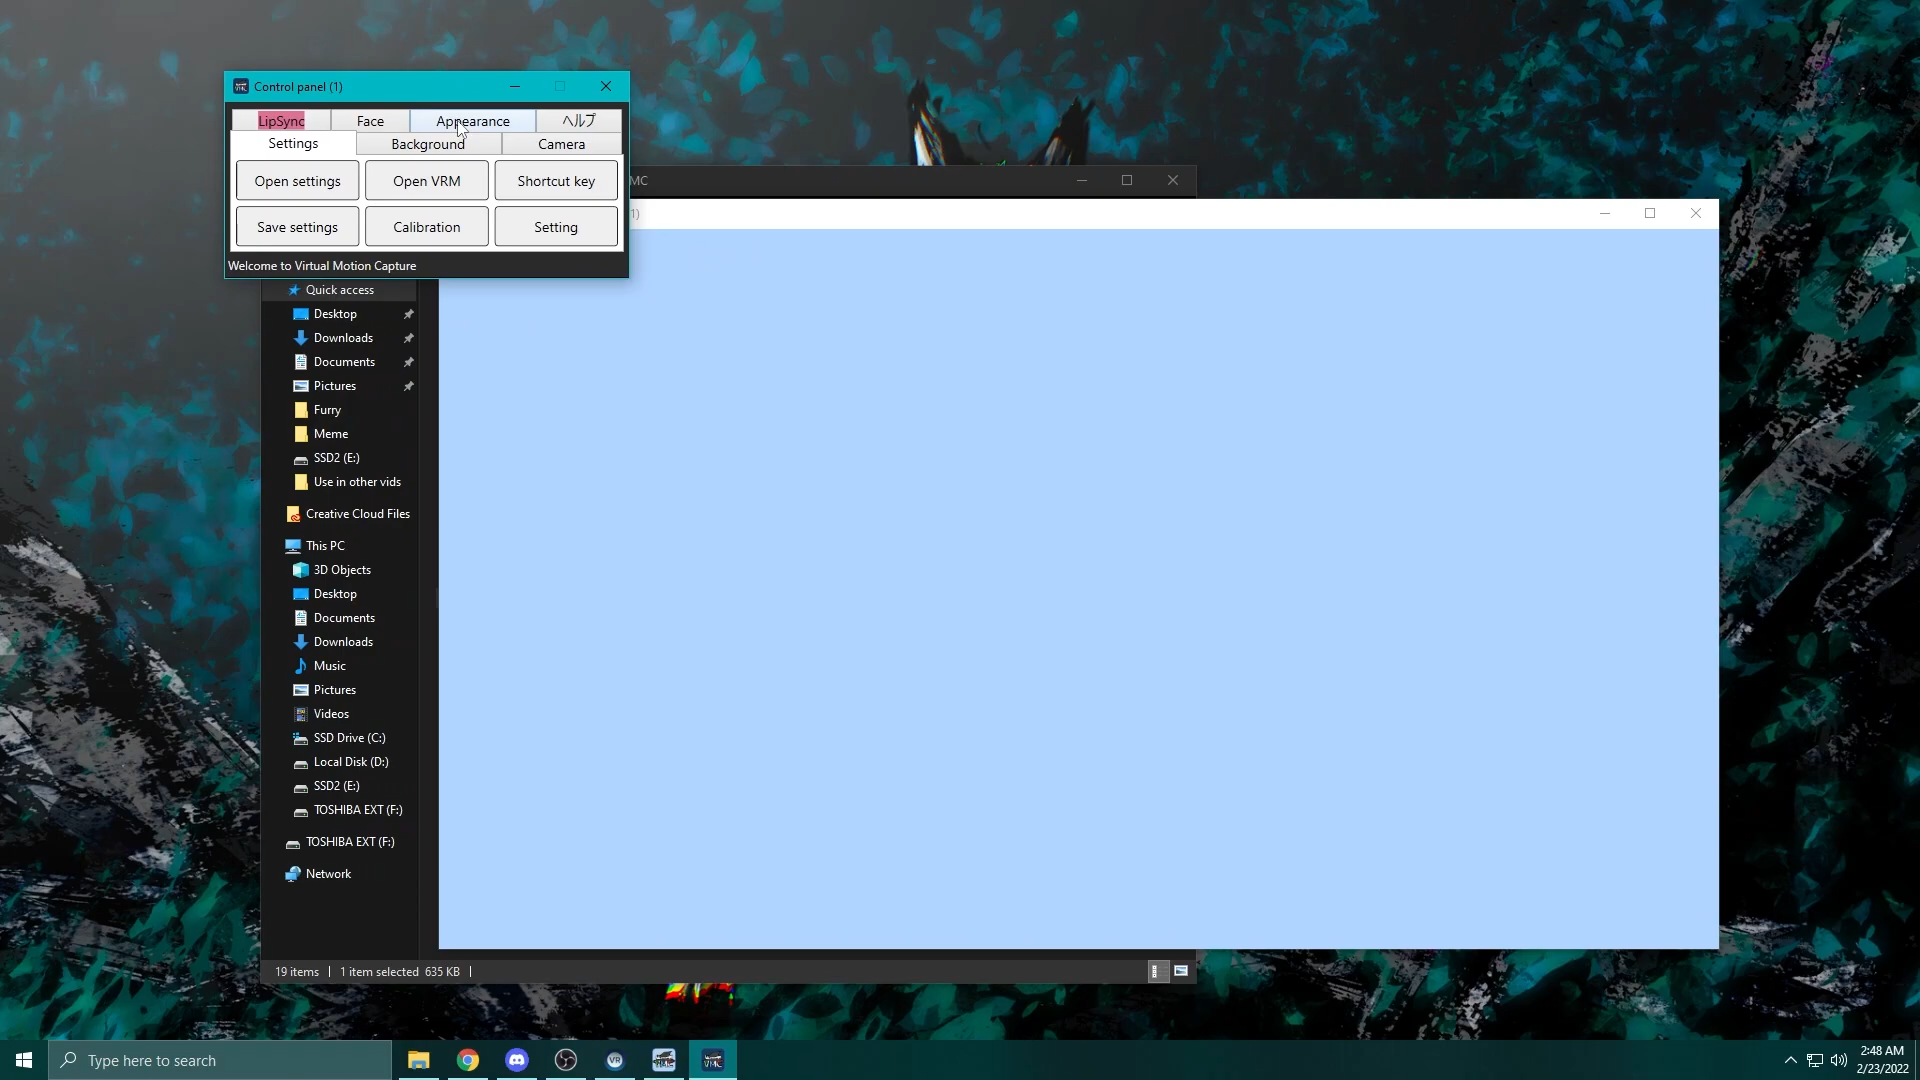 Control panel (1)
LipSync Face Appearance ヘルプ
Settings Background Camera
Open settings Open VRM Shortcut key
Save settings Calibration Setting
Welcome to Virtual Motion Capture
MC
1)
Quick access
Desktop
Downloads
Documents
Pictures
Furry
Meme
SSD2 (E:)
Use in other vids
Creative Cloud Files
This PC
3D Objects
Desktop
Documents
Downloads
Music
Pictures
Videos
SSD Drive (C:)
Local Disk (D:)
SSD2 (E:)
TOSHIBA EXT (F:)
TOSHIBA EXT (F:)
Network
19 items 1 item selected 635 KB
Type here to search
VR
VMC
2:48 AM
2/23/2022